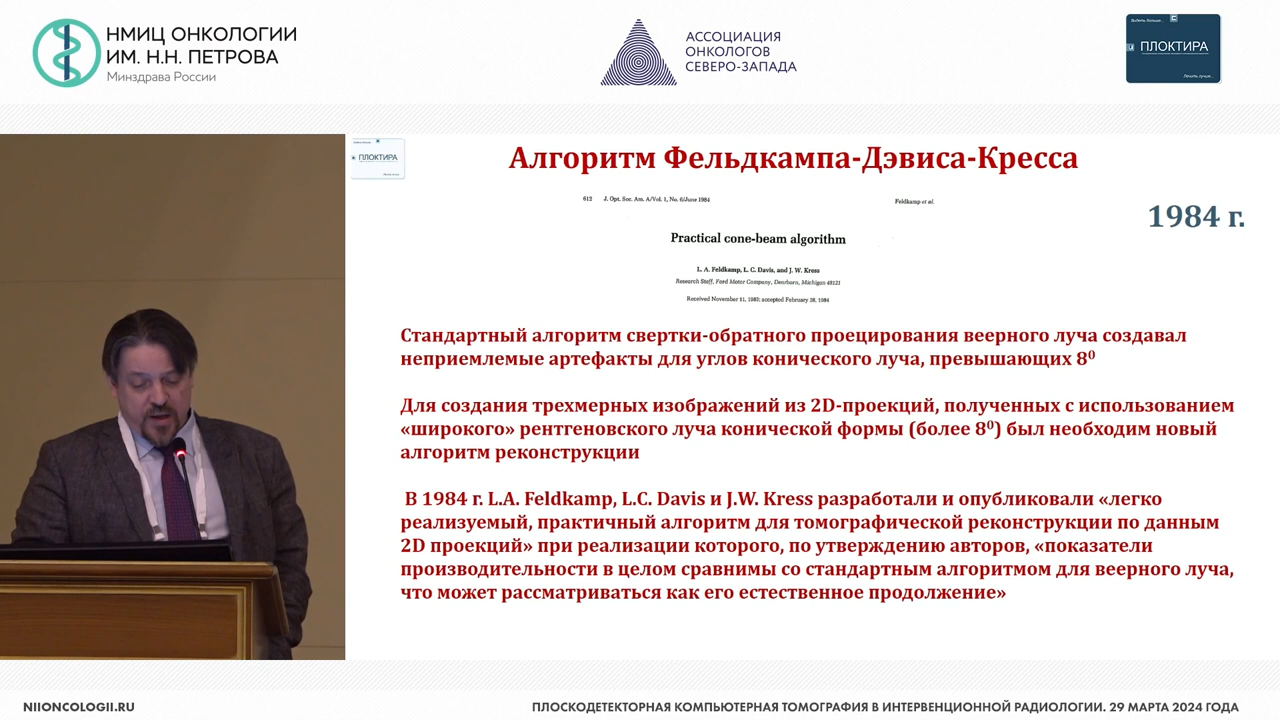 НМИЦ ОНКОЛОГИИ
ИМ. Н.Н. ПЕТРОВА
Минздрава России
АССОЦИАЦИЯ
ОНКОЛОГОВ
СЕВЕРО-ЗАПАДА
ПЛОКТИРА
Лечить лучше...
ПЛОКТИРА
Алгоритм Фельдкампа-Дэвиса-Кресса
612 J. Opt. Soc. Am. A/Vol. 1, No. 6/June 1984
Feldkamp et al.
1984 г.
Practical cone-beam algorithm
L. A. Feldkamp, L. C. Davis, and J. W. Kress
Research Staff, Ford Motor Company, Dearborn, Michigan 48121
Received November 11, 1983; accepted February 28, 1984
Стандартный алгоритм свертки-обратного проецирования веерного луча создавал
неприемлемые артефакты для углов конического луча, превышающих 8⁰
Для создания трехмерных изображений из 2D-проекций, полученных с использованием
«широкого» рентгеновского луча конической формы (более 8⁰) был необходим новый
алгоритм реконструкции
В 1984 г. L.A. Feldkamp, L.C. Davis и J.W. Kress разработали и опубликовали «легко
реализуемый, практичный алгоритм для томографической реконструкции по данным
2D проекций» при реализации которого, по утверждению авторов, «показатели
производительности в целом сравнимы со стандартным алгоритмом для веерного луча,
что может рассматриваться как его естественное продолжение»
NIIONCOLOGII.RU
ПЛОСКОДЕТЕКТОРНАЯ КОМПЬЮТЕРНАЯ ТОМОГРАФИЯ В ИНТЕРВЕНЦИОННОЙ РАДИОЛОГИИ. 29 МАРТА 2024 ГОДА